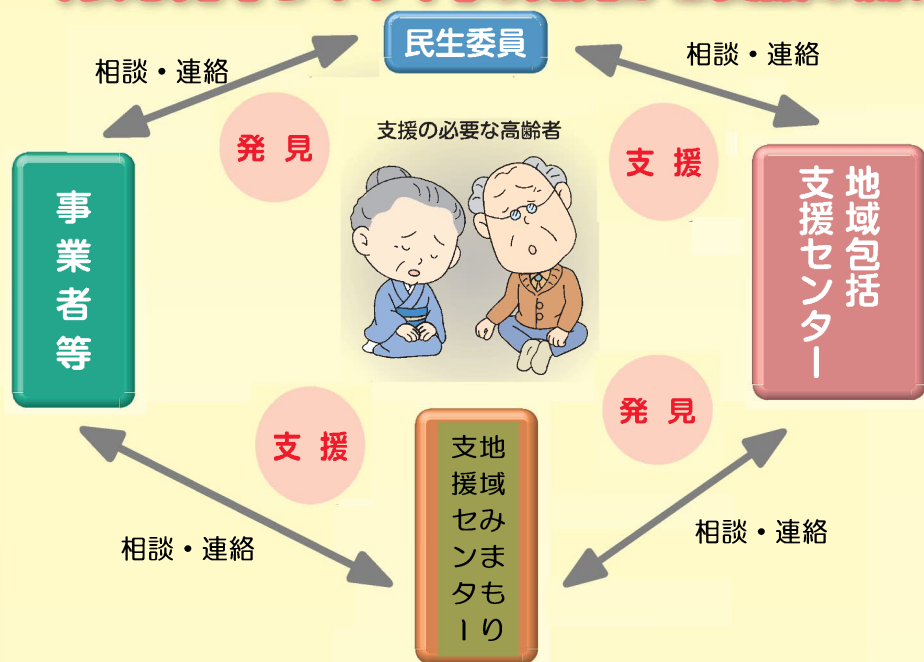 民生委員
相談・連絡
相談・連絡
発見
支援の必要な高齢者
支援
事業者等
地域包括
支援センター
支援
発見
地域みまもり
支援センター
相談・連絡
相談・連絡